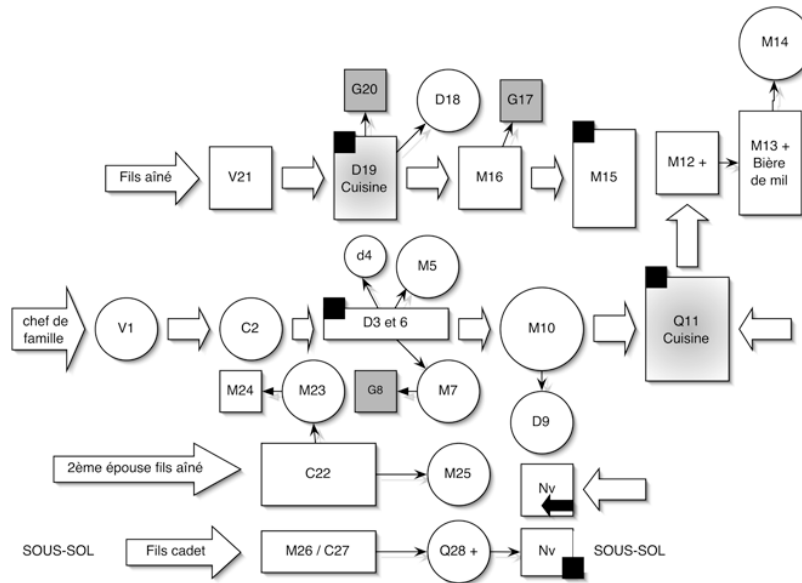 M14
G20
D18
G17
Fils aîné
V21
D19
Cuisine
M16
M15
M12 +
M13 +
Bière
de mil
d4
M5
chef de
famille
V1
C2
D3 et 6
M10
Q11
Cuisine
M24
M23
G8
M7
D9
2ème épouse fils aîné
C22
M25
Nv
SOUS-SOL
Fils cadet
M26 / C27
Q28 +
Nv
SOUS-SOL